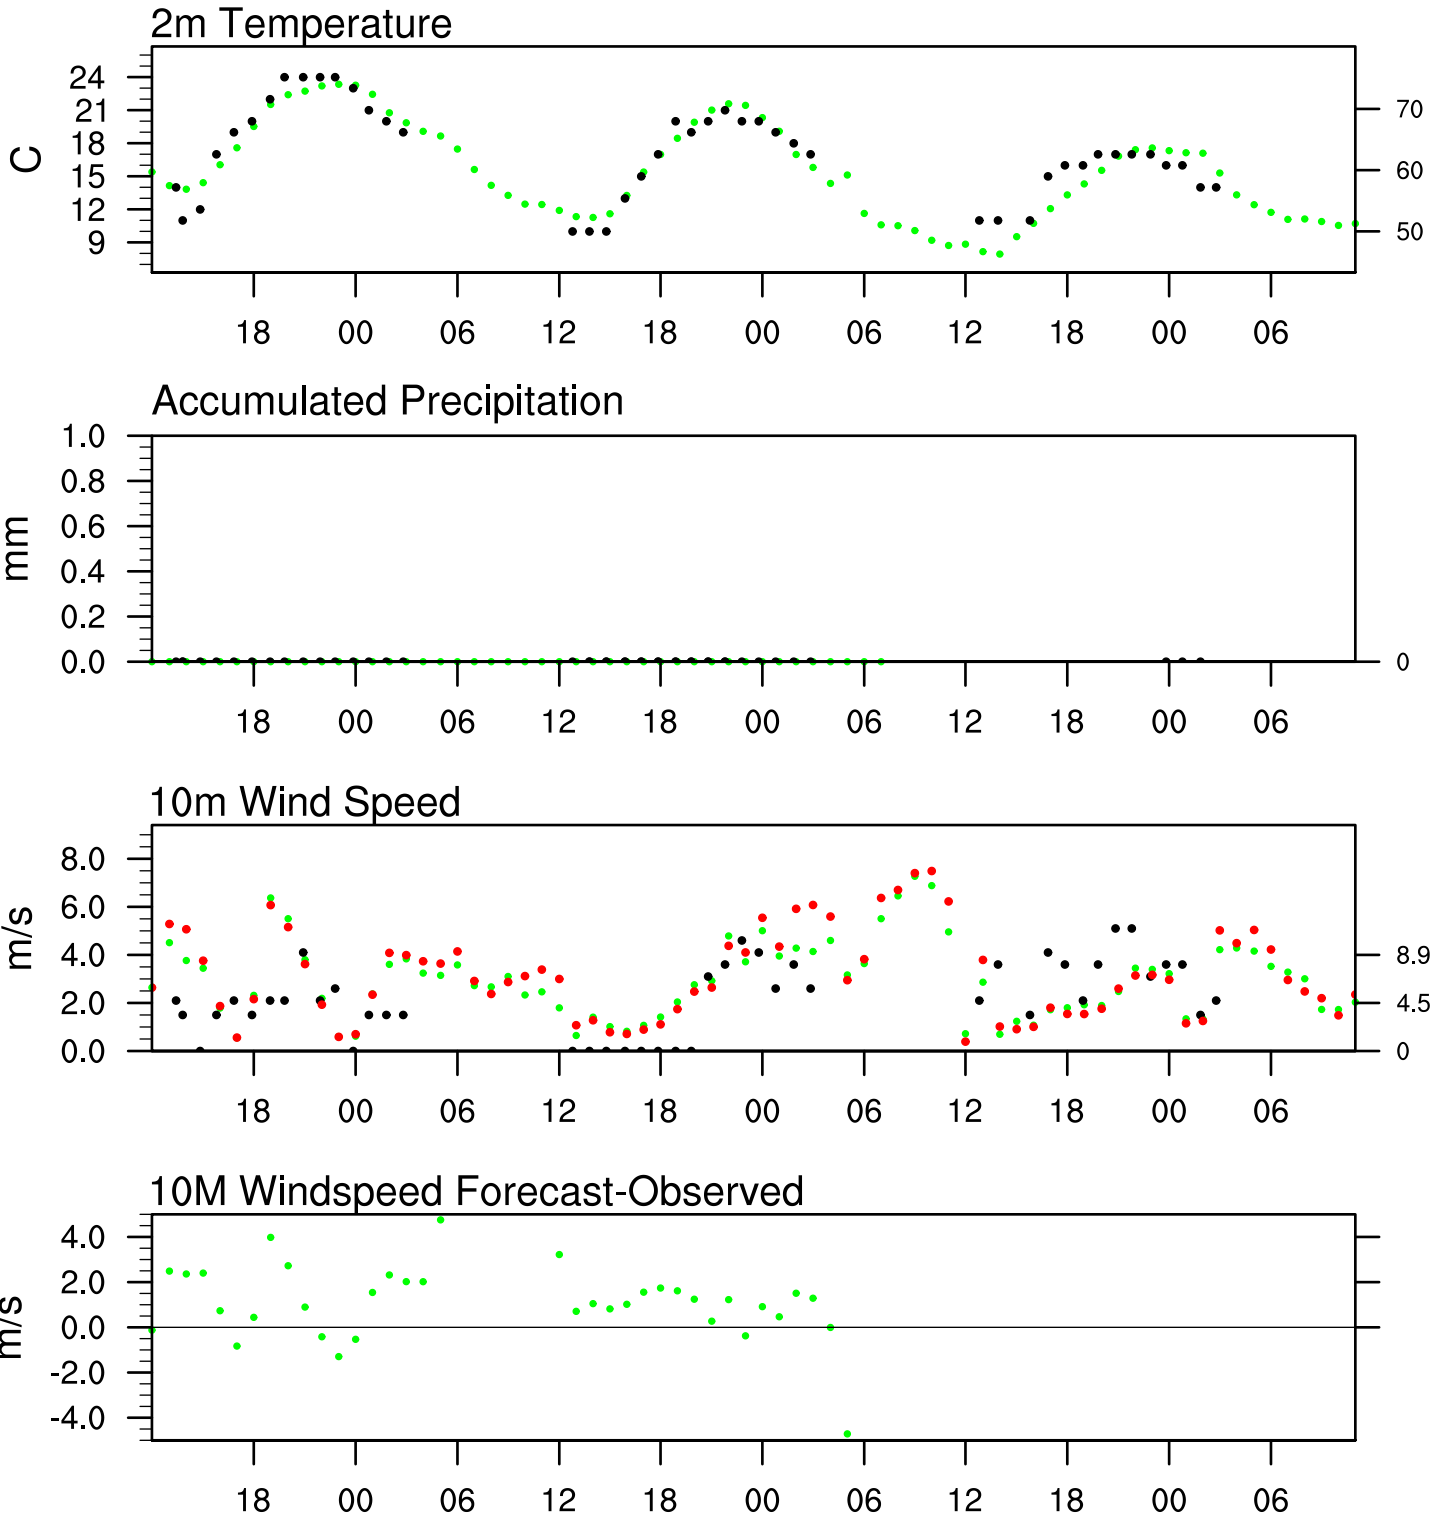 2m Temperature
24
21
18
15
12
9
C
70
60
50
18 00 06 12 18 00 06 12 18 00 06
Accumulated Precipitation
1.0
0.8
0.6
0.4
0.2
0.0
mm
0
18 00 06 12 18 00 06 12 18 00 06
10m Wind Speed
8.0
6.0
4.0
2.0
0.0
m/s
8.9
4.5
0
18 00 06 12 18 00 06 12 18 00 06
10M Windspeed Forecast-Observed
4.0
2.0
0.0
-2.0
-4.0
m/s
18 00 06 12 18 00 06 12 18 00 06